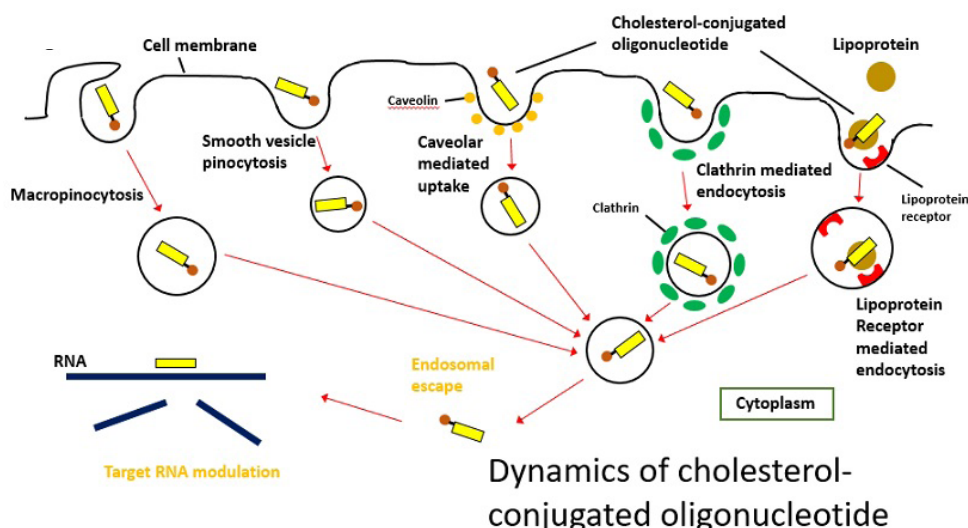 Cell membrane
Cholesterol-conjugated
oligonucleotide
Lipoprotein
Caveolin
Smooth vesicle
pinocytosis
Caveolar
mediated
uptake
Clathrin mediated
endocytosis
Macropinocytosis
Clathrin
Lipoprotein
receptor
Lipoprotein
Receptor
mediated
endocytosis
RNA
Endosomal
escape
Cytoplasm
Target RNA modulation
Dynamics of cholesterol-
conjugated oligonucleotide